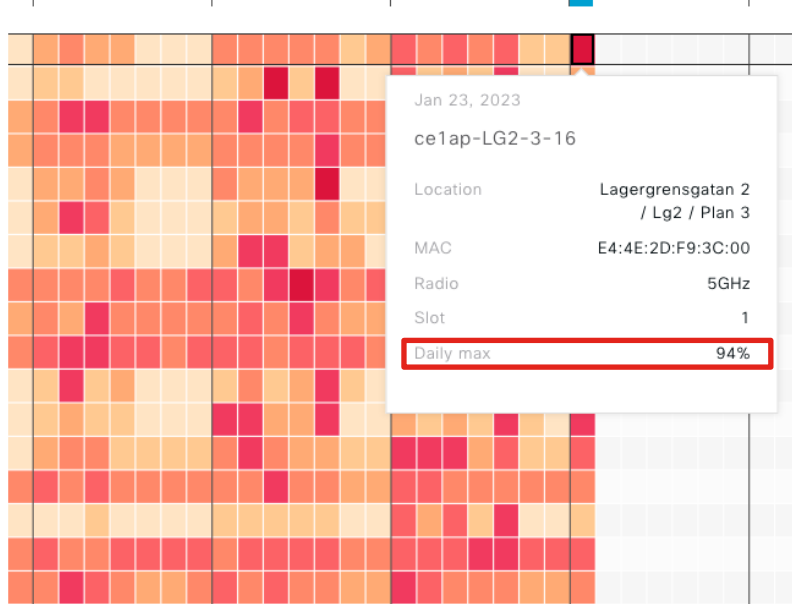 Jan 23, 2023
ce1ap-LG2-3-16
Location Lagergrensgatan 2
/ Lg2 / Plan 3
MAC E4:4E:2D:F9:3C:00
Radio 5GHz
Slot 1
Daily max 94%